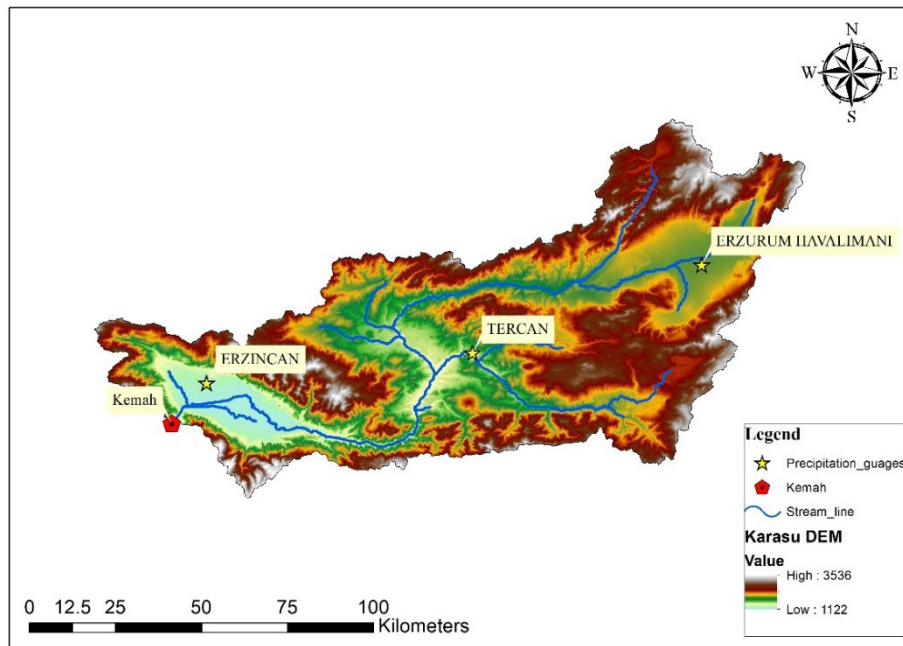 N
W E
S
ERZURUM HAVALIMANI
TERCAN
ERZINCAN
Kemah
Legend
Precipitation_guages
Kemah
Stream_line
Karasu DEM
Value
High : 3536
Low : 1122
0 12.5 25 50 75 100
Kilometers